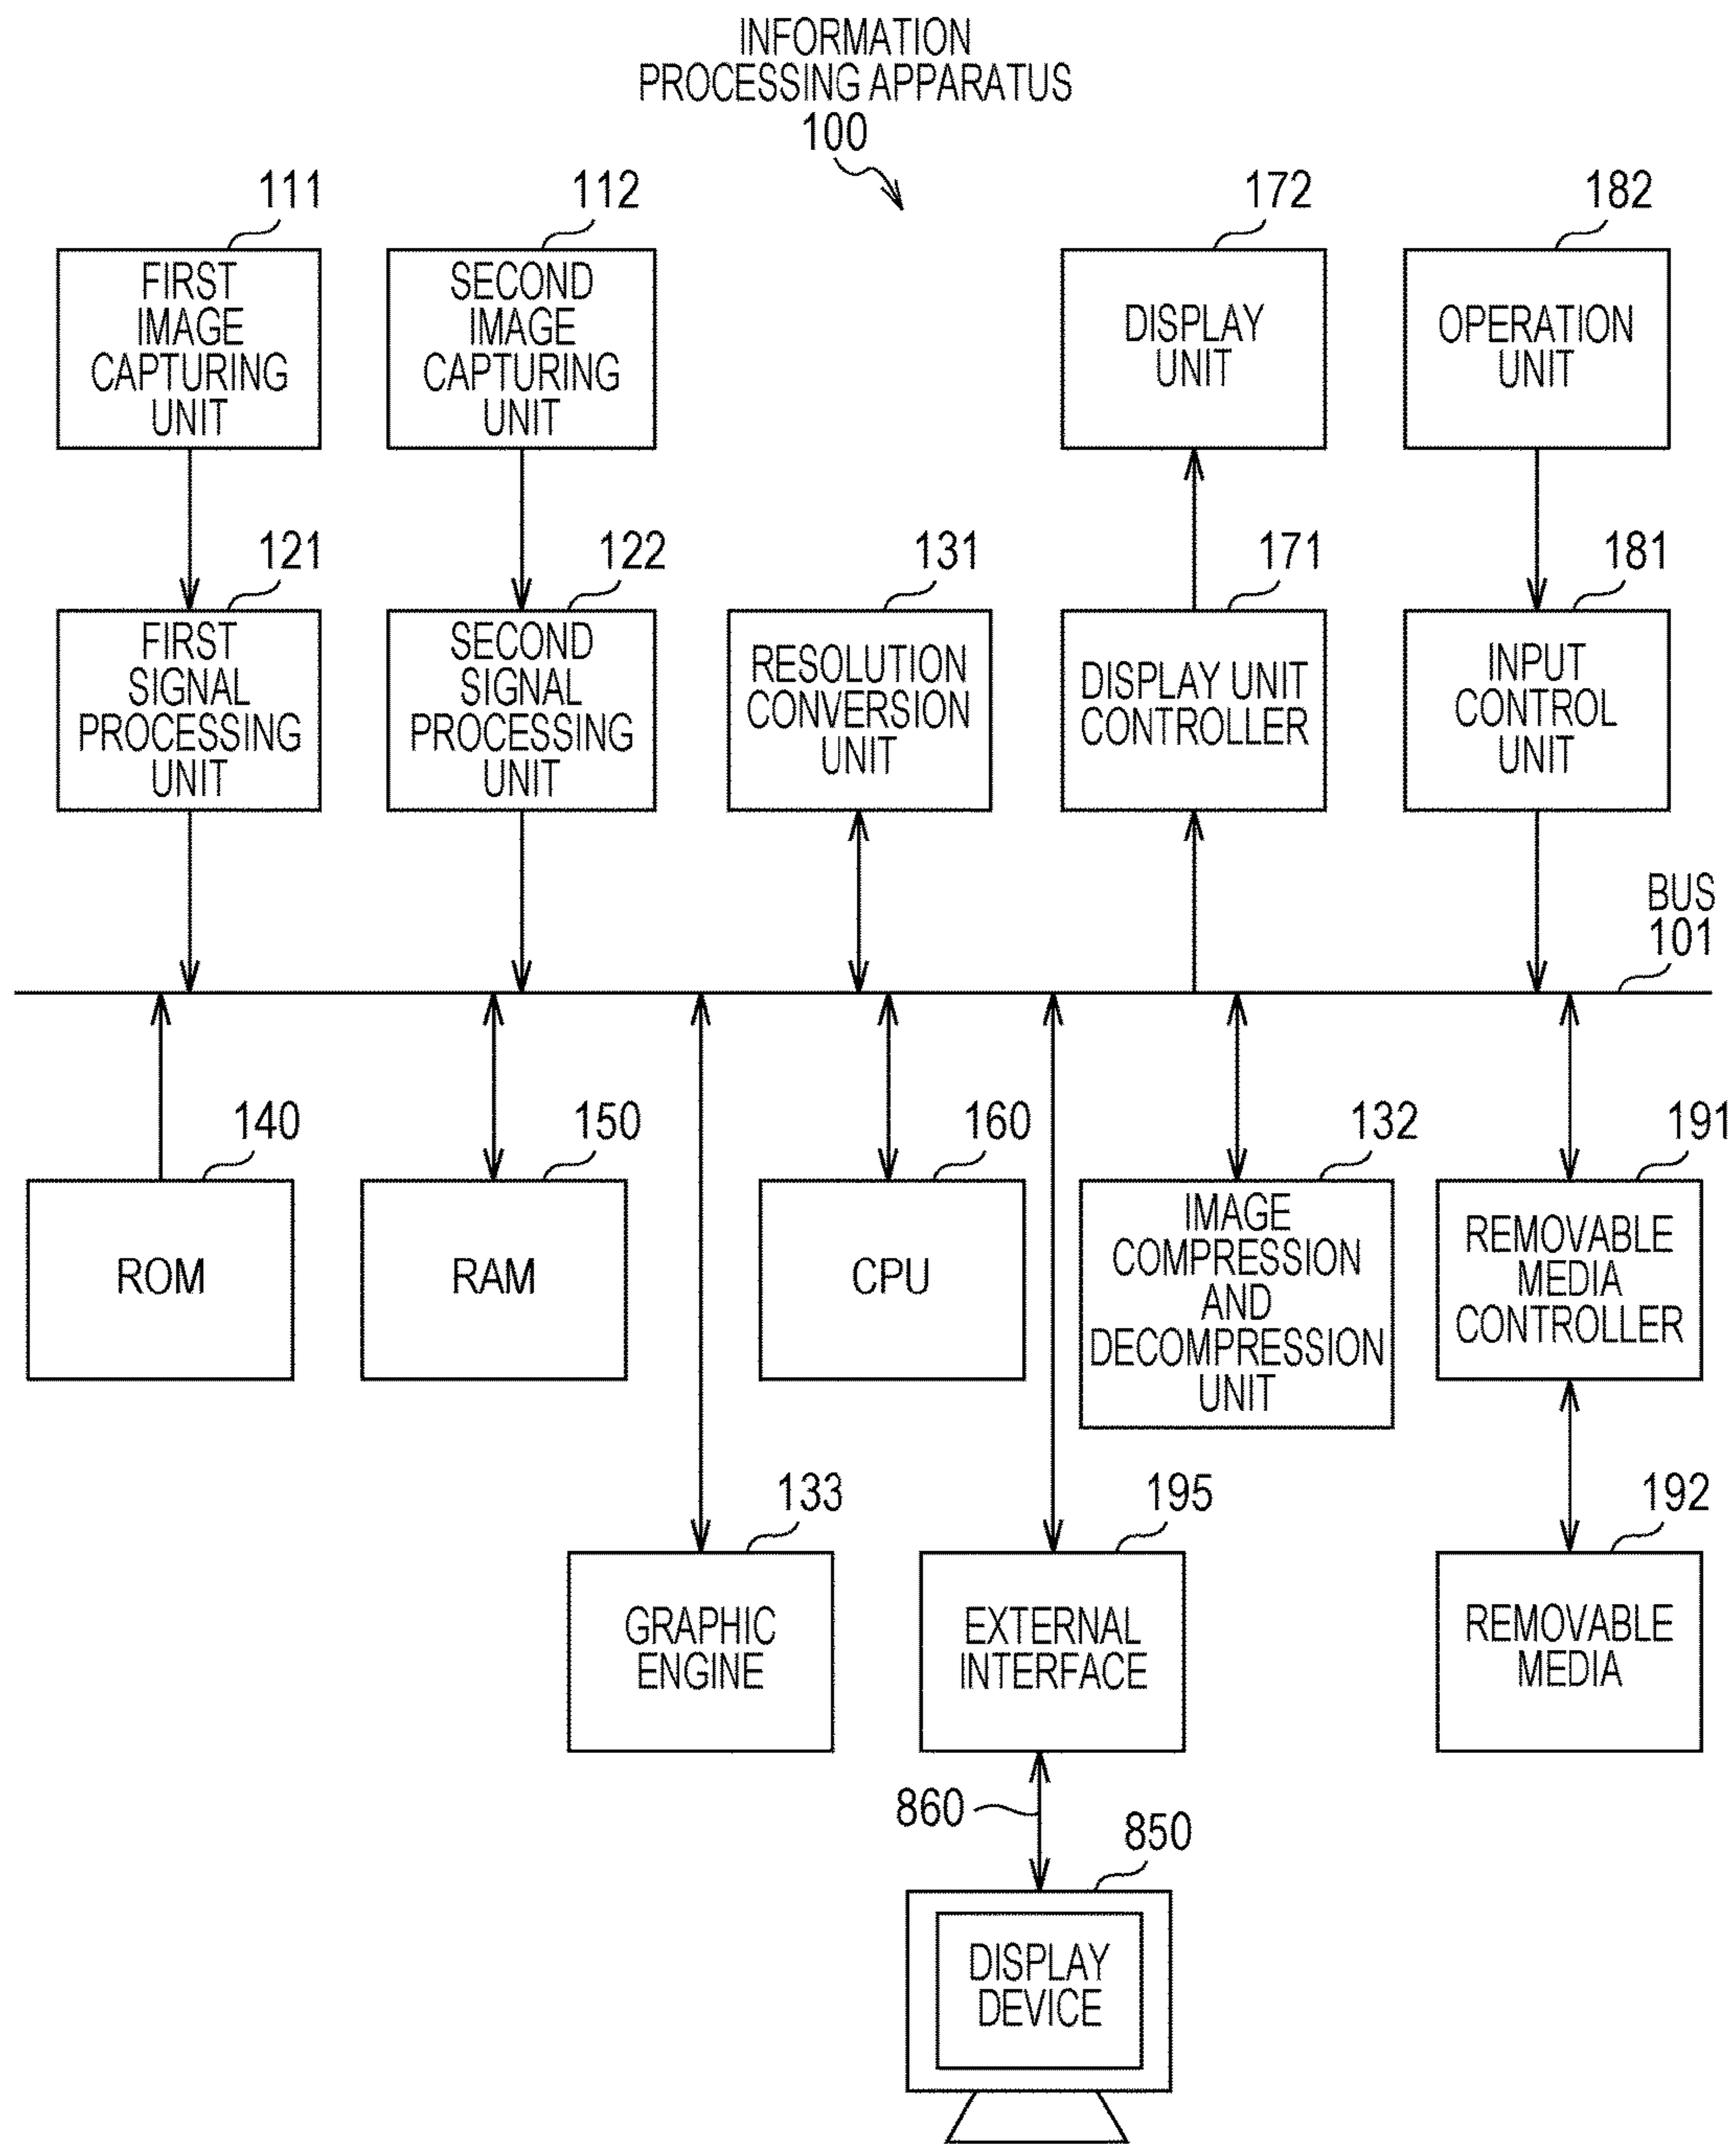 INFORMATION
PROCESSING APPARATUS
100
111
112
172
182
FIRST
IMAGE
CAPTURING
UNIT
SECOND
IMAGE
CAPTURING
UNIT
DISPLAY
UNIT
OPERATION
UNIT
121
122
131
171
181
FIRST
SIGNAL
PROCESSING
UNIT
SECOND
SIGNAL
PROCESSING
UNIT
RESOLUTION
CONVERSION
UNIT
DISPLAY UNIT
CONTROLLER
INPUT
CONTROL
UNIT
BUS
101
140
150
160
132
191
ROM
RAM
CPU
IMAGE
COMPRESSION
AND
DECOMPRESSION
UNIT
REMOVABLE
MEDIA
CONTROLLER
133
195
192
GRAPHIC
ENGINE
EXTERNAL
INTERFACE
REMOVABLE
MEDIA
860
850
DISPLAY
DEVICE